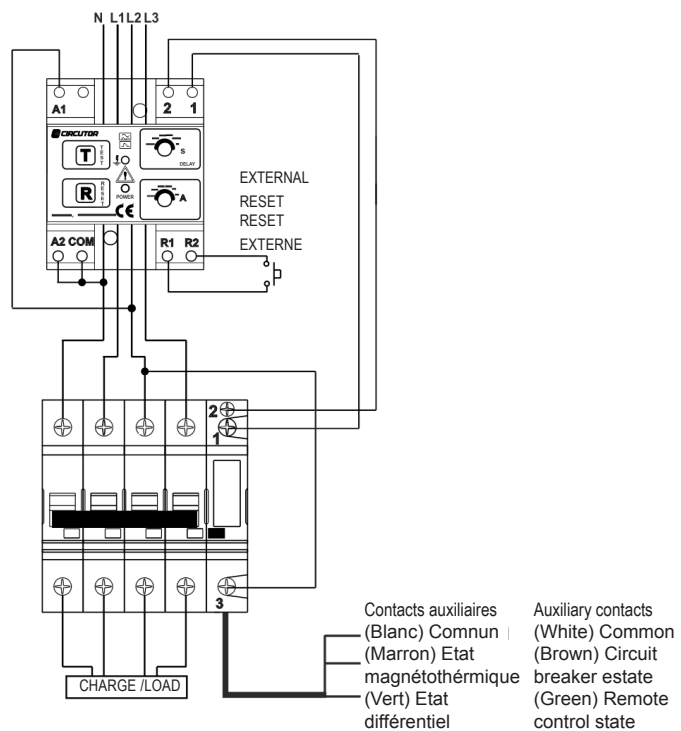 N L1 L2 L3
A1
2 1
CIRCUTOR
T TEST
S
DELAY
R RESET
POWER
A
CE
A2 COM
R1 R2
EXTERNAL
RESET
RESET
EXTERNE
2
1
3
CHARGE /LOAD
Contacts auxiliaires
(Blanc) Comnun
(Marron) Etat
magnétothérmique
(Vert) Etat
différentiel
Auxiliary contacts
(White) Common
(Brown) Circuit
breaker estate
(Green) Remote
control state